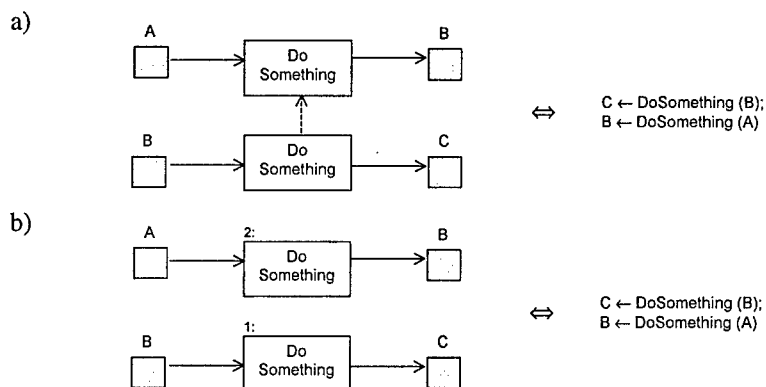 a)
A
Do
Something
B
B
Do
Something
C
⇔
C ← DoSomething (B);
B ← DoSomething (A)
b)
A
2:
Do
Something
B
B
1:
Do
Something
C
⇔
C ← DoSomething (B);
B ← DoSomething (A)